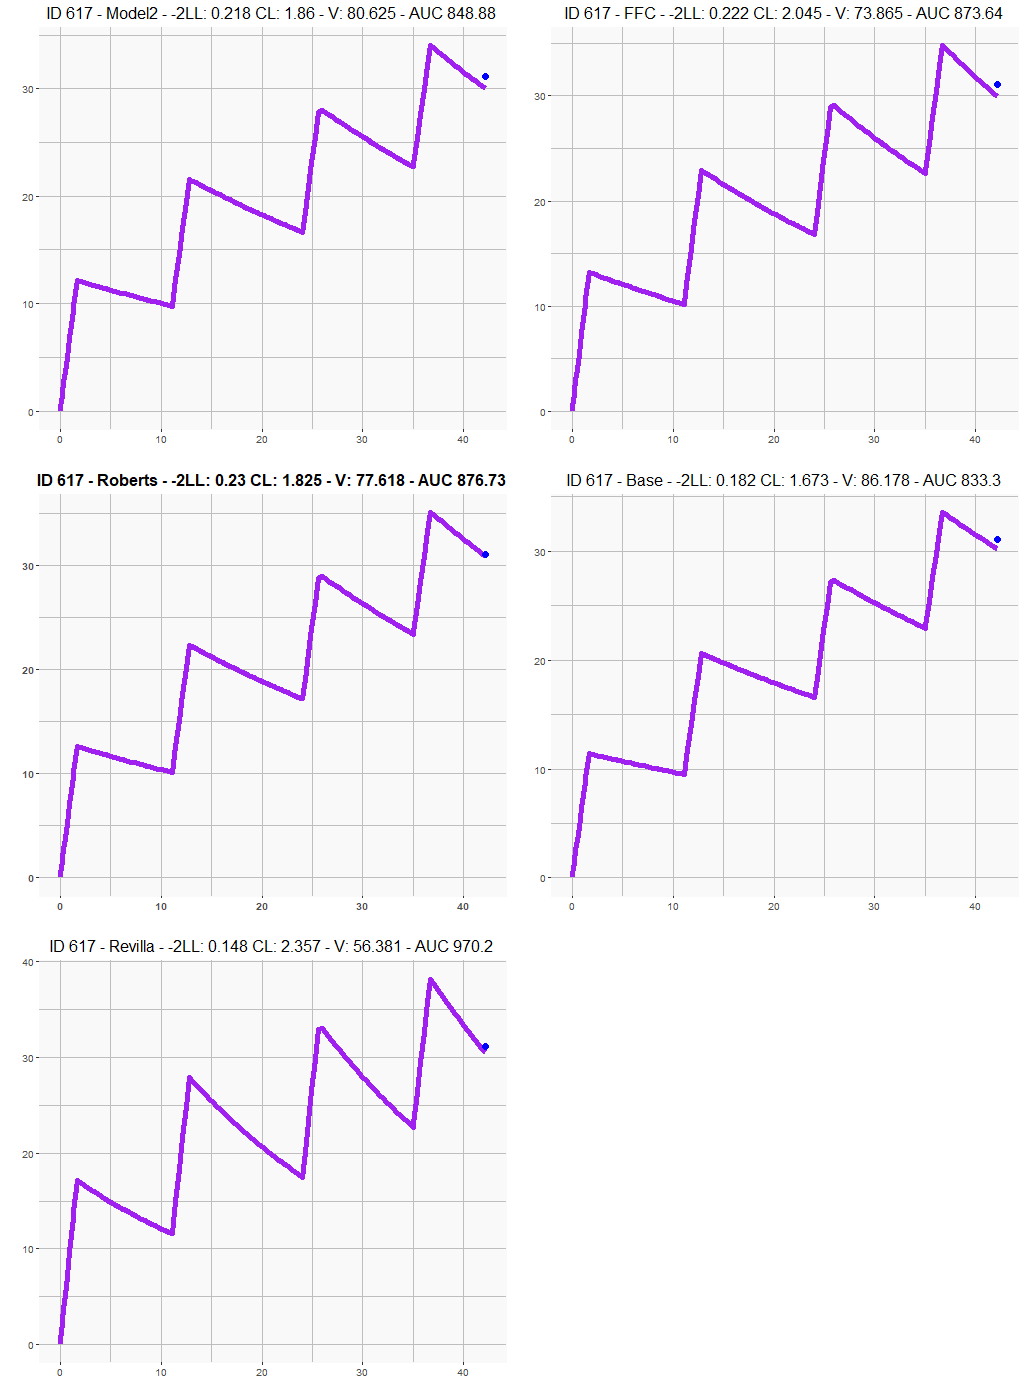 ID 617 - Model2 - -2LL: 0.218 CL: 1.86 - V: 80.625 - AUC 848.88
30
20
10
0
0 10 20 30 40
ID 617 - FFC - -2LL: 0.222 CL: 2.045 - V: 73.865 - AUC 873.64
30
20
10
0
0 10 20 30 40
ID 617 - Roberts - -2LL: 0.23 CL: 1.825 - V: 77.618 - AUC 876.73
30
20
10
0
0 10 20 30 40
ID 617 - Base - -2LL: 0.182 CL: 1.673 - V: 86.178 - AUC 833.3
30
20
10
0
0 10 20 30 40
ID 617 - Revilla - -2LL: 0.148 CL: 2.357 - V: 56.381 - AUC 970.2
40
30
20
10
0
0 10 20 30 40